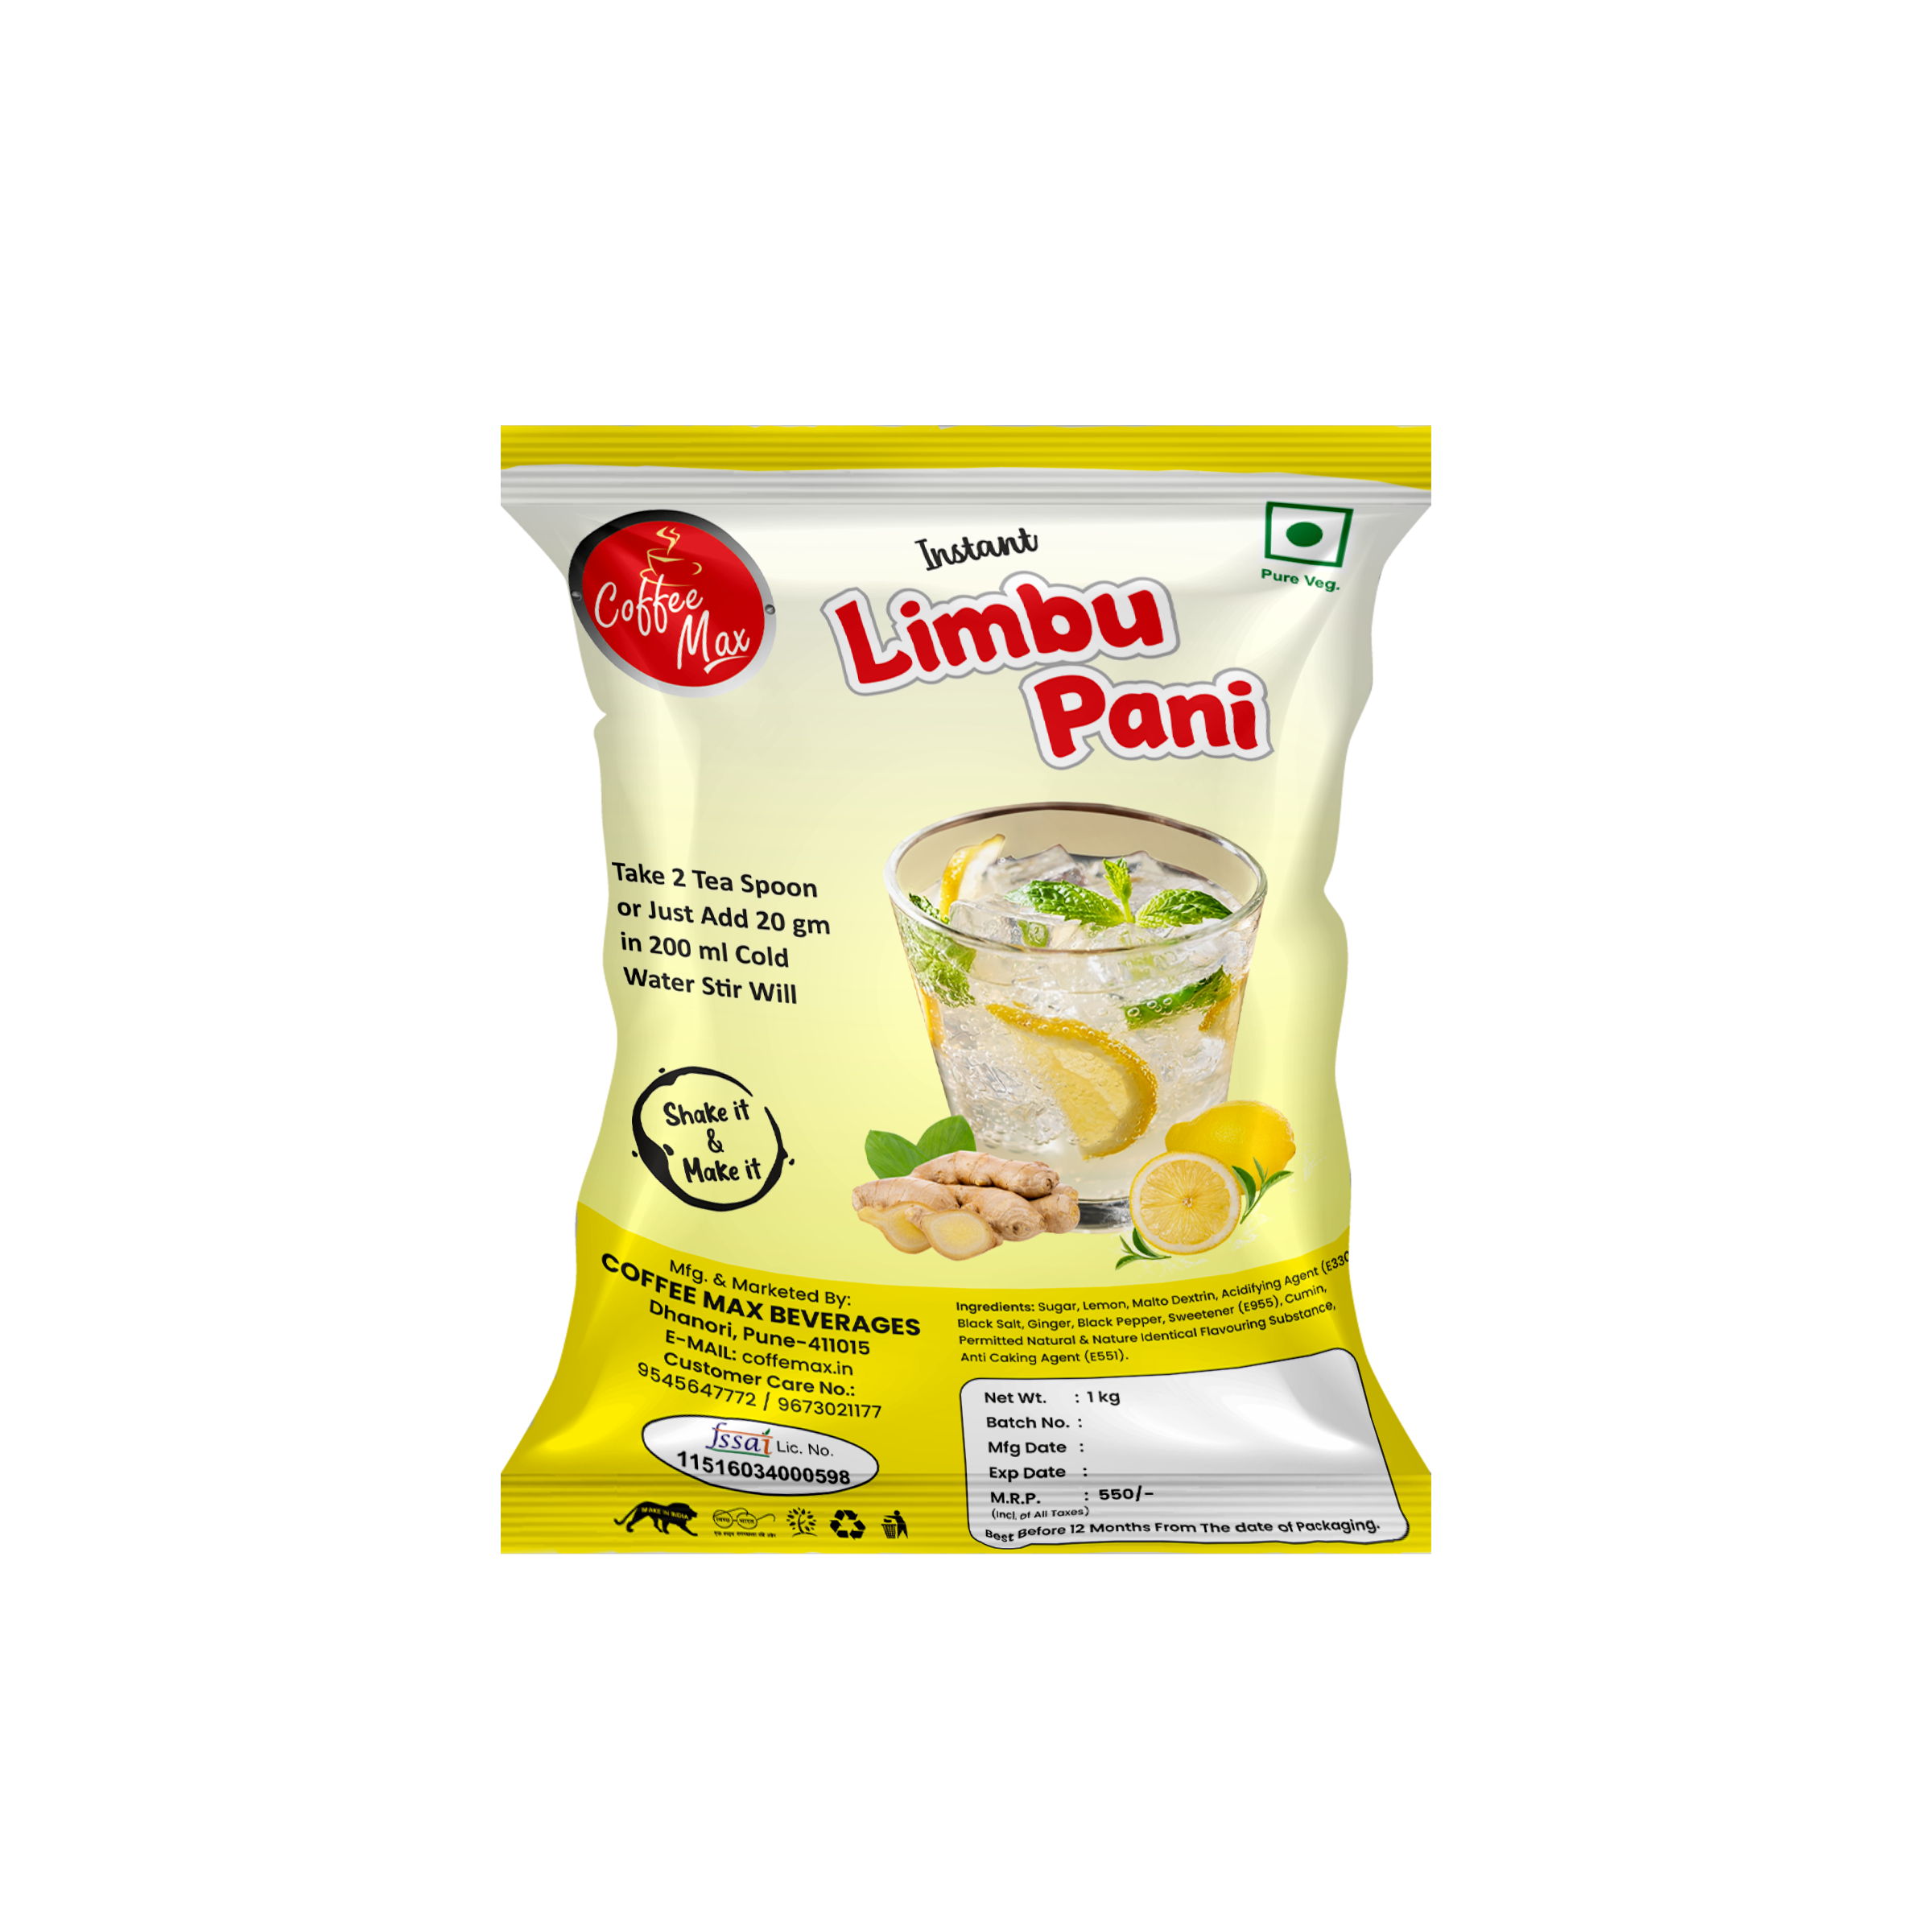 Coffee
Max
Instant
Limbu
Pani
Pure Veg.
Take 2 Tea Spoon
or Just Add 20 gm
in 200 ml Cold
Water Stir Will
Shake it
&
Make it
Mfg. & Marketed By:
COFFEE MAX BEVERAGES
Dhanori, Pune-411015
E-MAIL: coffemax.in
Customer Care No.:
9545647772 / 9673021177
fssai Lic. No.
11516034000598
MAKE IN INDIA
Ingredients: Sugar, Lemon, Malto Dextrin, Acidifying Agent (E330
Black Salt, Ginger, Black Pepper, Sweetener (E955), Cumin,
Permitted Natural & Nature Identical Flavouring Substance,
Anti Caking Agent (E551).
Net Wt. : 1 kg
Batch No. :
Mfg Date :
Exp Date :
M.R.P. : 550/-
(Incl. of All Taxes)
Best Before 12 Months From The date of Packaging.